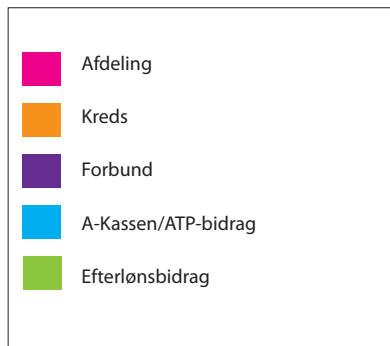 Afdeling
Kreds
Forbund
A-Kassen/ATP-bidrag
Efterlønsbidrag